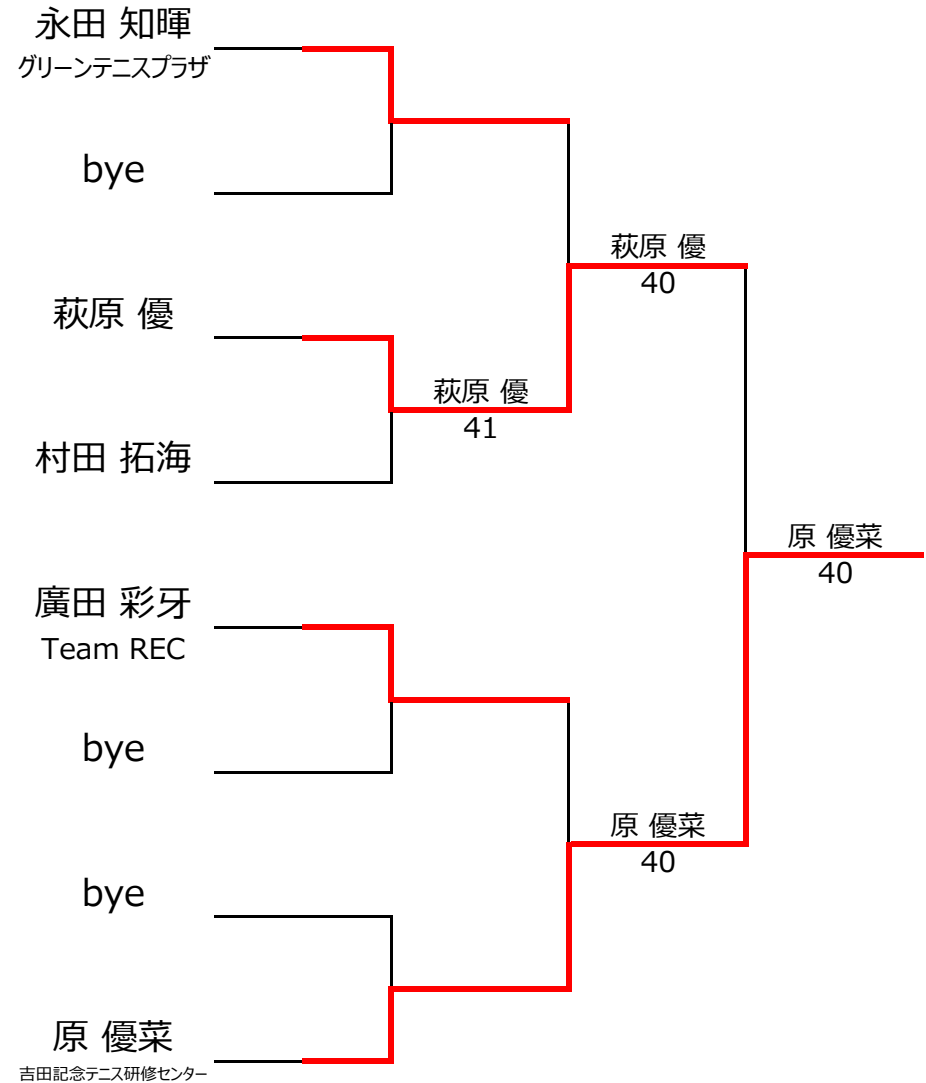 永田 知暉
グリーンテニスプラザ
bye
萩原 優
村田 拓海
廣田 彩牙
Team REC
bye
bye
原 優菜
吉田記念テニス研修センター
萩原 優
41
萩原 優
40
原 優菜
40
原 優菜
40